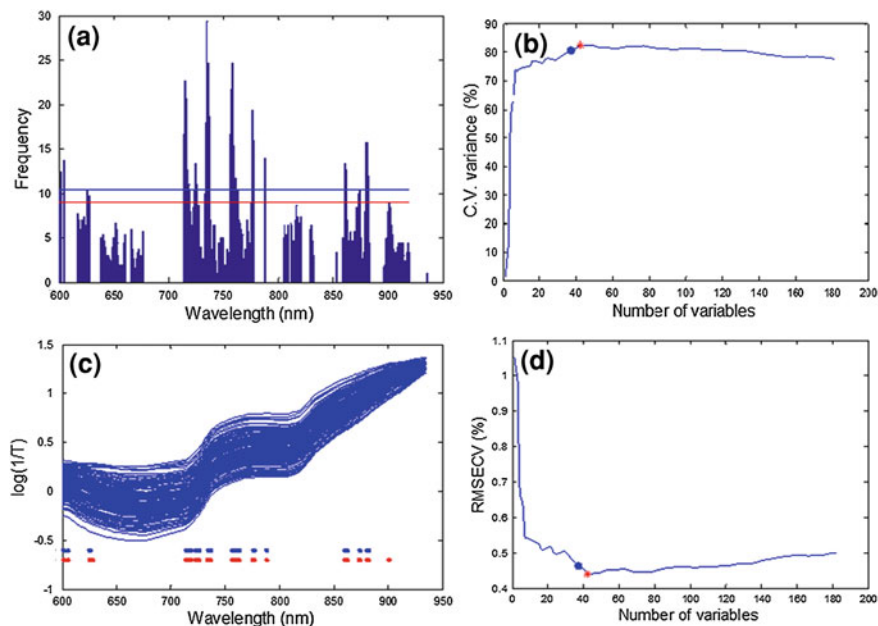 (a)
Frequency
30
25
20
15
10
5
0
600 650 700 750 800 850 900 950
Wavelength (nm)
(b)
C.V. variance (%)
90
80
70
60
50
40
30
20
10
0
0 20 40 60 80 100 120 140 160 180 200
Number of variables
(c)
log(1/T)
1.5
1
0.5
0
-0.5
-1
600 650 700 750 800 850 900 950
Wavelength (nm)
(d)
RMSECV (%)
1.1
1
0.9
0.8
0.7
0.6
0.5
0.4
0 20 40 60 80 100 120 140 160 180 200
Number of variables